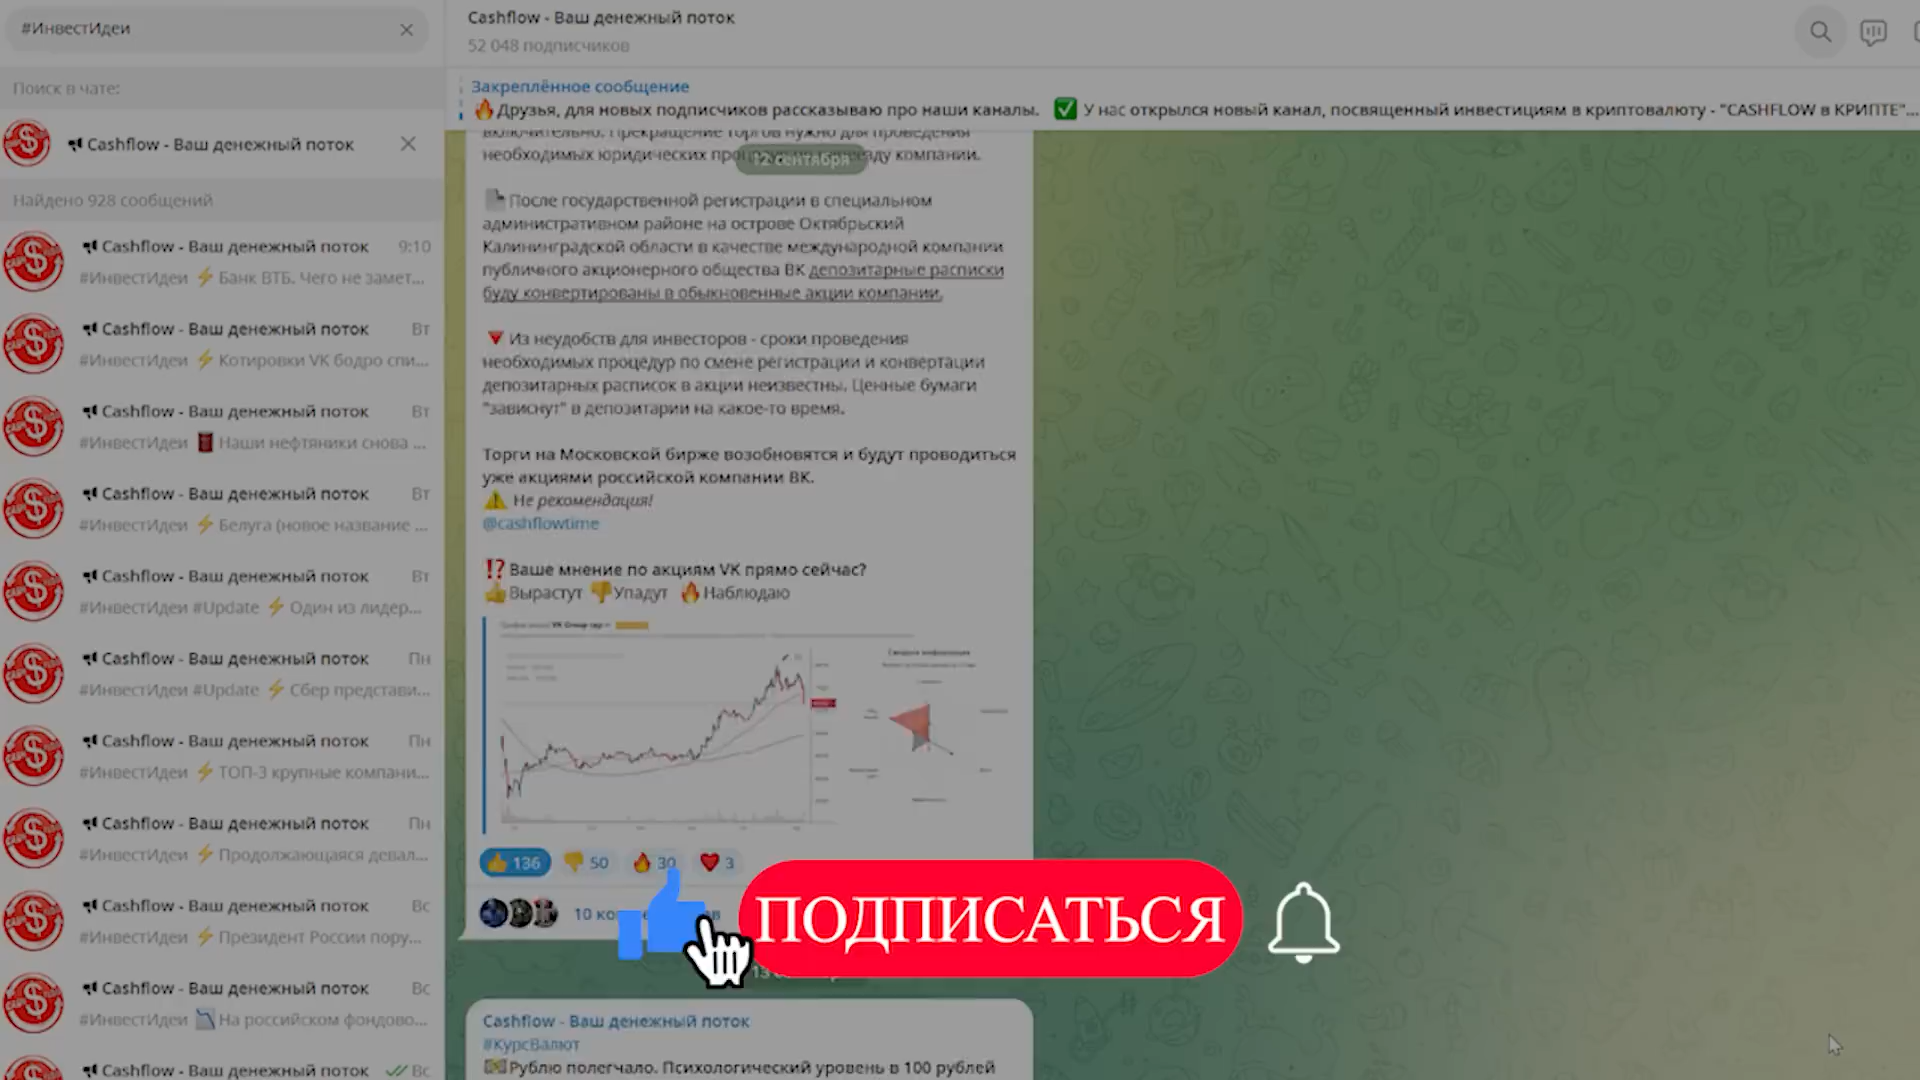 #ИнвестИдеи
Поиск в чате:
Cashflow - Ваш денежный поток
Найдено 928 сообщений
Cashflow - Ваш денежный поток 9:10
#ИнвестИдеи ⚡ Банк ВТБ. Чего не замет...
Cashflow - Ваш денежный поток Вт
#ИнвестИдеи ⚡ Котировки VK бодро спи...
Cashflow - Ваш денежный поток Вт
#ИнвестИдеи 🛢 Наши нефтяники снова ...
Cashflow - Ваш денежный поток Вт
#ИнвестИдеи ⚡ Белуга (новое название ...
Cashflow - Ваш денежный поток Вт
#ИнвестИдеи #Update ⚡ Один из лидер...
Cashflow - Ваш денежный поток Пн
#ИнвестИдеи #Update ⚡ Сбер представи...
Cashflow - Ваш денежный поток Пн
#ИнвестИдеи ⚡ ТОП-3 крупные компани...
Cashflow - Ваш денежный поток Пн
#ИнвестИдеи ⚡ Продолжающаяся девал...
Cashflow - Ваш денежный поток Вс
#ИнвестИдеи ⚡ Президент России пору...
Cashflow - Ваш денежный поток Вс
#ИнвестИдеи 📉 На российском фондово...
Cashflow - Ваш денежный поток Вс
Cashflow - Ваш денежный поток
52 048 подписчиков
Закреплённое сообщение
🔥Друзья, для новых подписчиков рассказываю про наши каналы. ✅ У нас открылся новый канал, посвященный инвестициям в криптовалюту - "CASHFLOW в КРИПТЕ"...
включительно. Прекращение торгов нужно для проведения
необходимых юридических компании.
12 сентября
После государственной регистрации в специальном
административном районе на острове Октябрьский
Калининградской области в качестве международной компании
публичного акционерного общества ВК депозитарные расписки
буду конвертированы в обыкновенные акции компании.
🔻 Из неудобств для инвесторов - сроки проведения
необходимых процедур по смене регистрации и конвертации
депозитарных расписок в акции неизвестны. Ценные бумаги
"зависнут" в депозитарии на какое-то время.
Торги на Московской бирже возобновятся и будут проводиться
уже акциями российской компании ВК.
⚠️ Не рекомендация!
@cashflowtime
⁉️Ваше мнение по акциям VK прямо сейчас?
👍Вырастут 👎Упадут 🔥Наблюдаю
👍 136 👎 50 🔥 30 ❤ 3
10
ПОДПИСАТЬСЯ
13
Cashflow - Ваш денежный поток
#КурсВалют
Рублю полегчало. Психологический уровень в 100 рублей